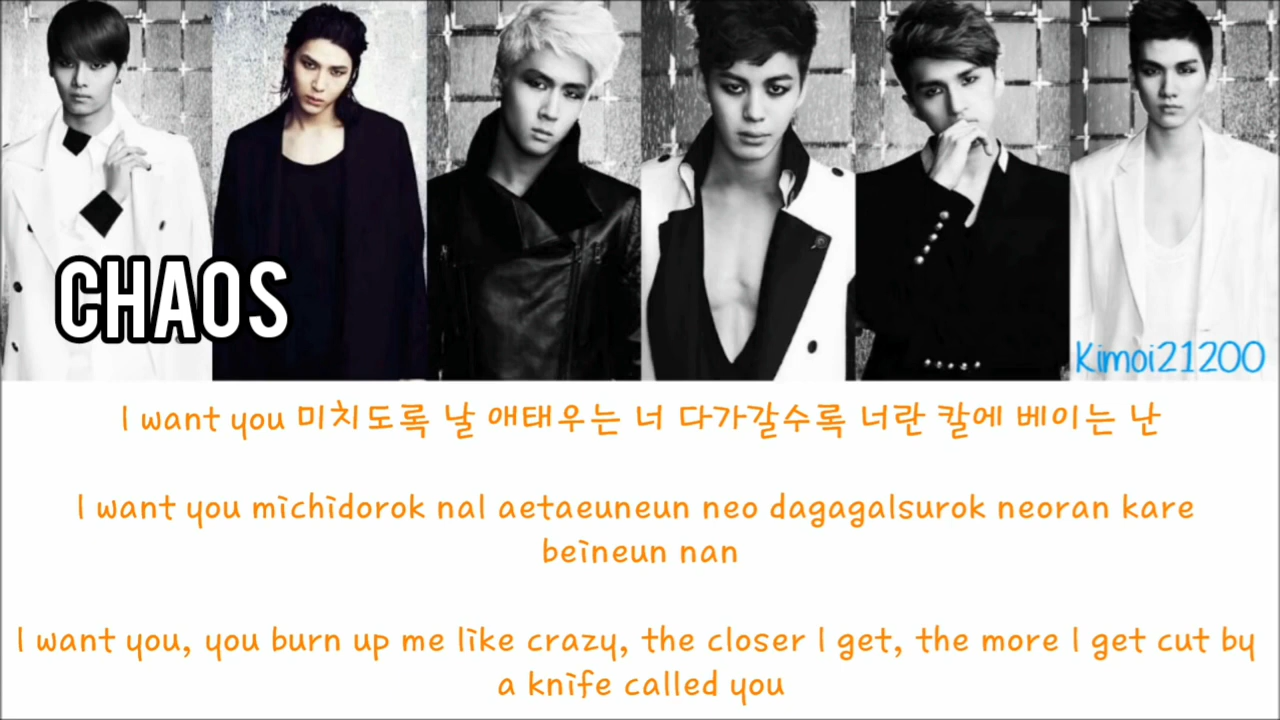 CHAOS
Kimoi21200
I want you 미치도록 날 애태우는 너 다가갈수록 너란 칼에 베이는 난
I want you michidorok nal aetaeuneun neo dagagalsurok neoran kare
beineun nan
I want you, you burn up me like crazy, the closer I get, the more I get cut by
a knife called you